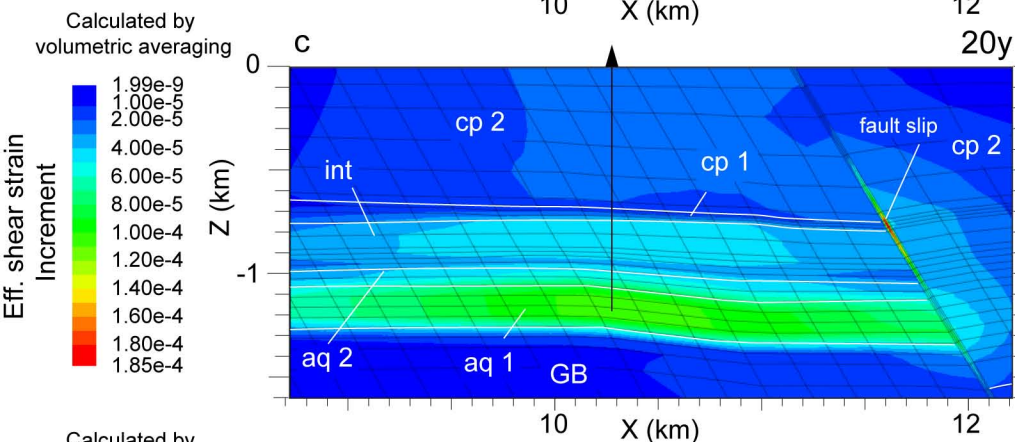 10
X (km)
12
Calculated by
volumetric averaging
c
20y
0
1.99e-9
1.00e-5
2.00e-5
4.00e-5
6.00e-5
8.00e-5
1.00e-4
1.20e-4
1.40e-4
1.60e-4
1.80e-4
1.85e-4
Eff. shear strain
Increment
Z (km)
-1
cp 2
fault slip
cp 2
cp 1
int
aq 2
aq 1
GB
10
X (km)
12
Calculated by